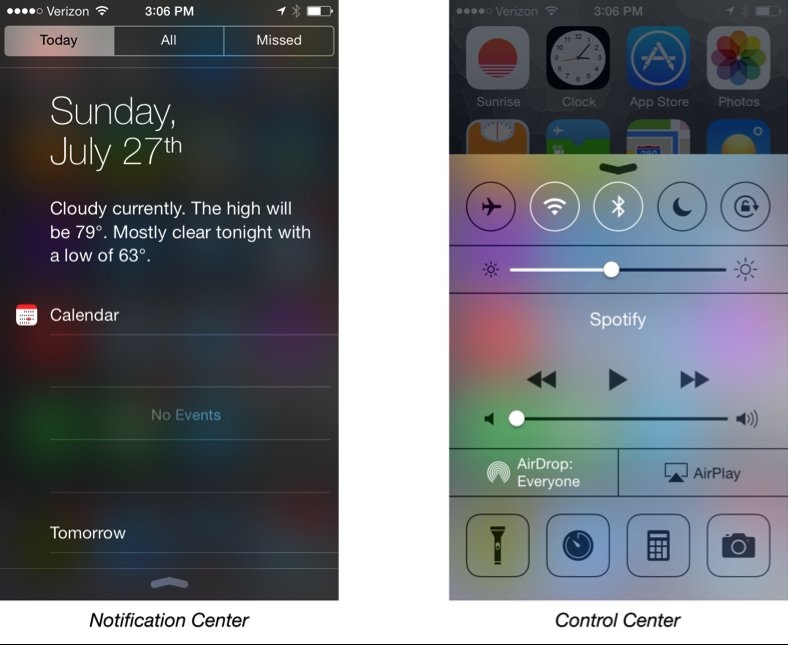 Verizon 3:06 PM
Today All Missed
Sunday,
July 27th
Cloudy currently. The high will
be 79°. Mostly clear tonight with
a low of 63°.
Calendar
No Events
Tomorrow
Notification Center
Verizon 3:06 PM
Sunrise Clock App Store Photos
280
Spotify
AirDrop:
Everyone
AirPlay
Control Center